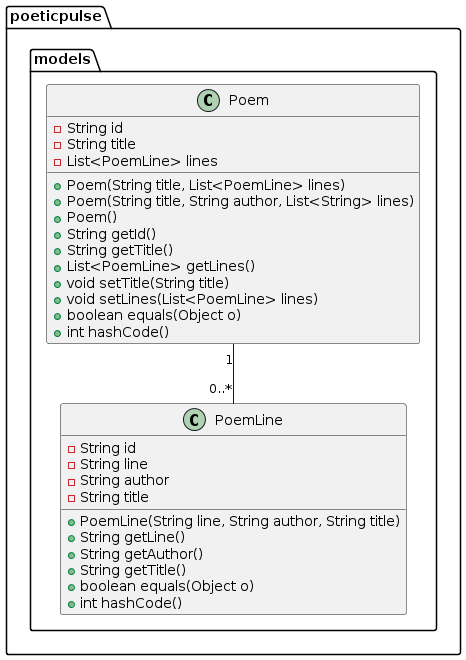 poeticpulse
models
C Poem
String id
String title
List<PoemLine> lines
Poem(String title, List<PoemLine> lines)
Poem(String title, String author, List<String> lines)
Poem()
String getId()
String getTitle()
List<PoemLine> getLines()
void setTitle(String title)
void setLines(List<PoemLine> lines)
boolean equals(Object o)
int hashCode()
1
0..*
C PoemLine
String id
String line
String author
String title
PoemLine(String line, String author, String title)
String getLine()
String getAuthor()
String getTitle()
boolean equals(Object o)
int hashCode()